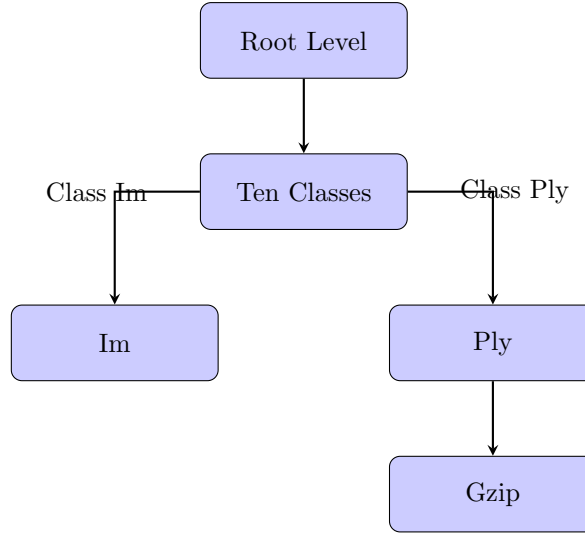 Root Level
Ten Classes
Class Im
Class Ply
Im
Ply
Gzip